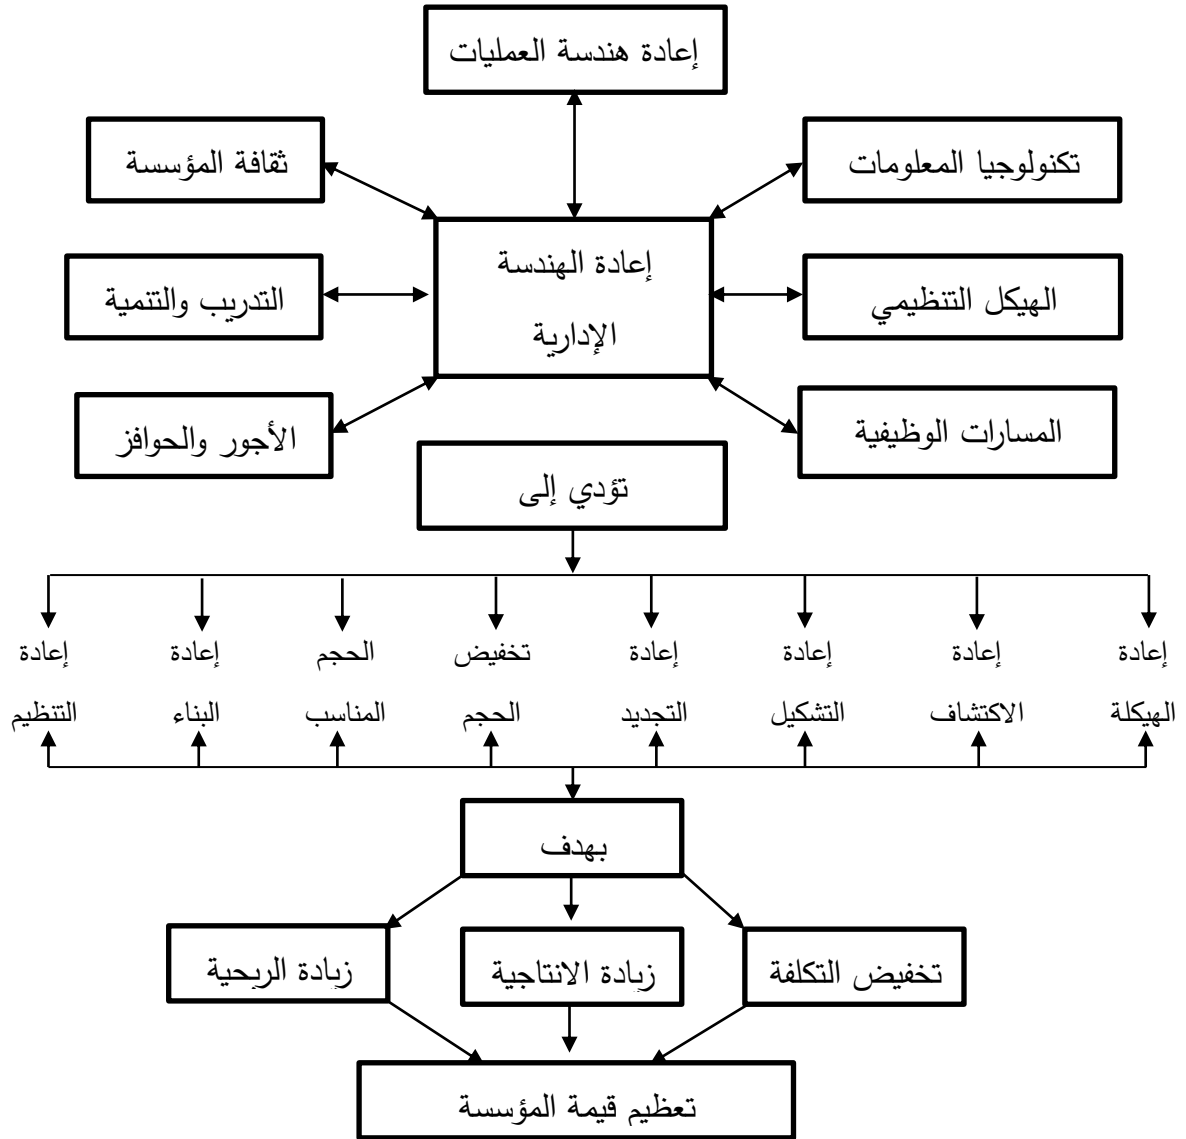 إعادة هندسة العمليات
تكنولوجيا المعلومات
ثقافة المؤسسة
إعادة الهندسة
الإدارية
الهيكل التنظيمي
التدريب والتنمية
المسارات الوظيفية
الأجور والحوافز
تؤدي إلى
إعادة
الهيكلة
إعادة
الاكتشاف
إعادة
التشكيل
إعادة
التجديد
تخفيض
الحجم
الحجم
المناسب
إعادة
البناء
إعادة
التنظيم
بهدف
تخفيض التكلفة
زيادة الانتاجية
زيادة الربحية
تعظيم قيمة المؤسسة